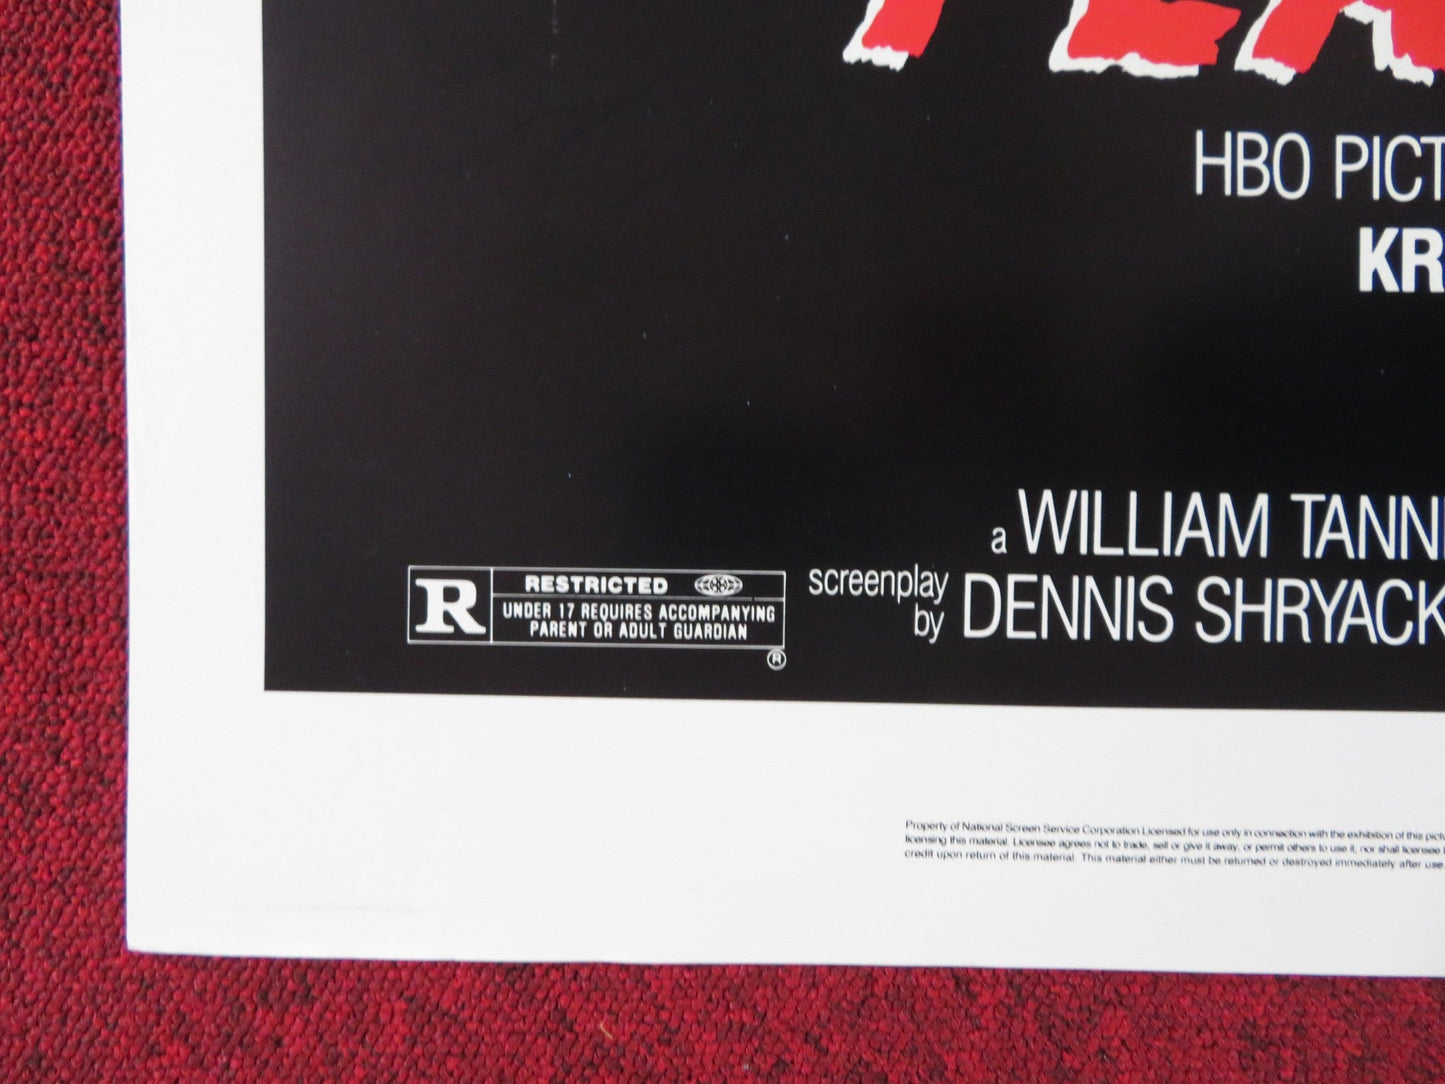 HBO PICT
KR
a WILLIAM TANN
screenplay by DENNIS SHRYACK
R
RESTRICTED
UNDER 17 REQUIRES ACCOMPANYING
PARENT OR ADULT GUARDIAN
®
Property of National Screen Service Corporation Licensed for use only in connection with the exhibition of this pict
licensing this material. Licensee agrees not to trade, sell or give it away, or permit others to use it, nor shall licensee
credit upon return of this material. This material either must be returned or destroyed immediately after use